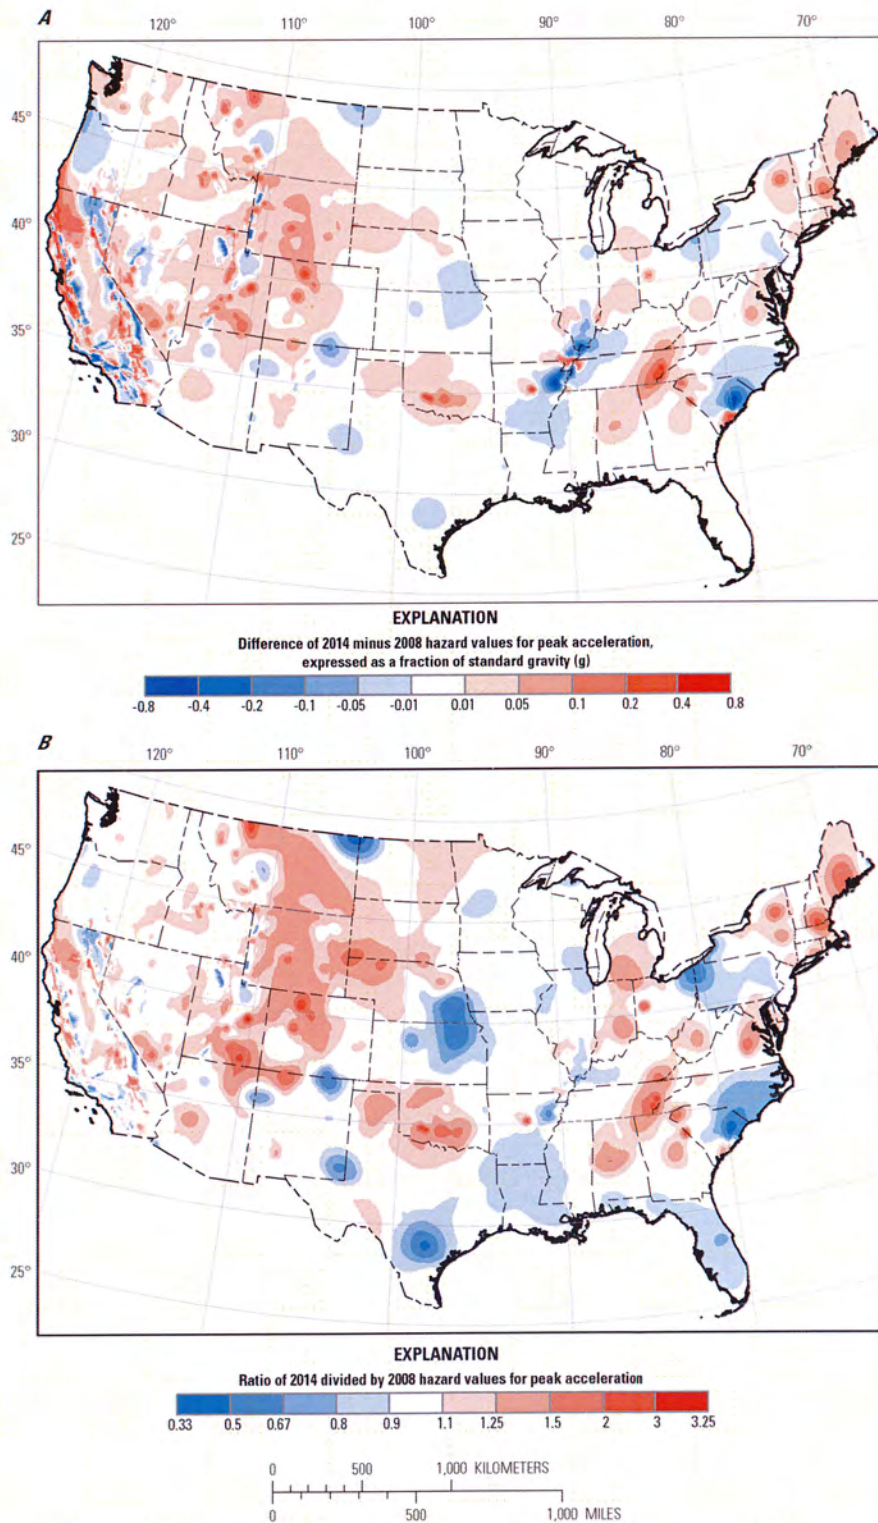 A
120° 110° 100° 90° 80° 70°
45°
40°
35°
30°
25°
EXPLANATION
Difference of 2014 minus 2008 hazard values for peak acceleration,
expressed as a fraction of standard gravity (g)
-0.8 -0.4 -0.2 -0.1 -0.05 -0.01 0.01 0.05 0.1 0.2 0.4 0.8
B
120° 110° 100° 90° 80° 70°
45°
40°
35°
30°
25°
EXPLANATION
Ratio of 2014 divided by 2008 hazard values for peak acceleration
0.33 0.5 0.67 0.8 0.9 1.1 1.25 1.5 2 3 3.25
0 500 1,000 KILOMETERS
0 500 1,000 MILES